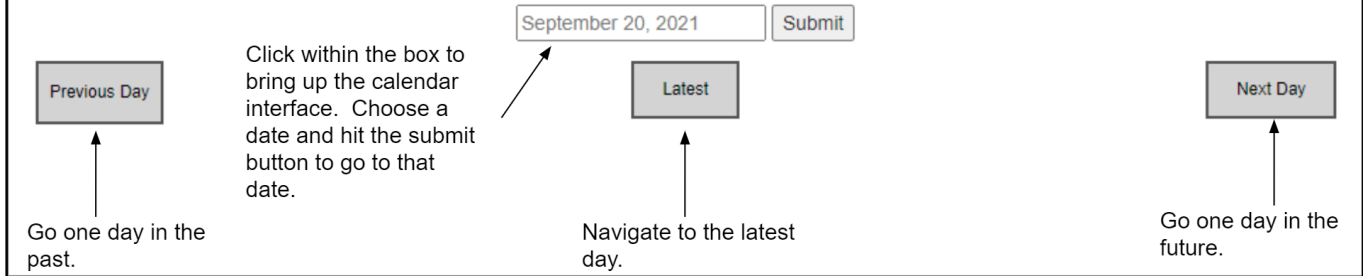 September 20, 2021 Submit
Click within the box to
bring up the calendar
interface.  Choose a
date and hit the submit
button to go to that
date.
Previous Day
Latest
Next Day
Go one day in the
past.
Navigate to the latest
day.
Go one day in the
future.